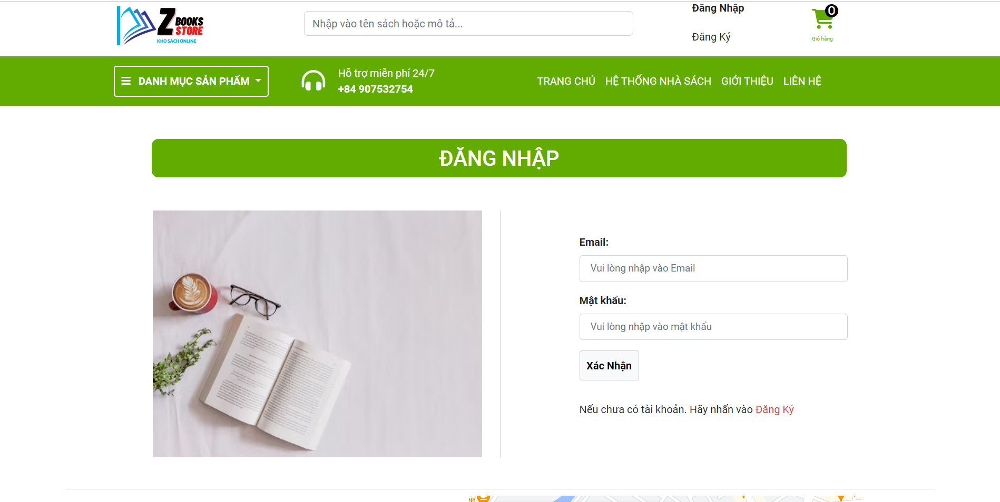 Z BOOKS
STORE
KHO SÁCH ONLINE
Nhập vào tên sách hoặc mô tả...
Đăng Nhập
Đăng Ký
0
Giỏ hàng
DANH MỤC SẢN PHẨM
Hỗ trợ miễn phí 24/7
+84 907532754
TRANG CHỦ HỆ THỐNG NHÀ SÁCH GIỚI THIỆU LIÊN HỆ
ĐĂNG NHẬP
Email:
Vui lòng nhập vào Email
Mật khẩu:
Vui lòng nhập vào mật khẩu
Xác Nhận
Nếu chưa có tài khoản. Hãy nhấn vào Đăng Ký